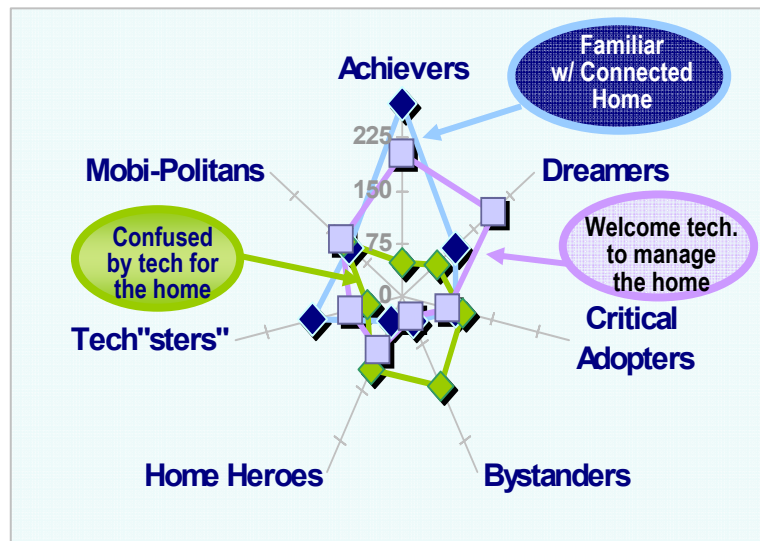 Familiar
w/ Connected
Home
Achievers
225
Mobi-Politans
Dreamers
150
Confused
by tech for
the home
75
Welcome tech.
to manage
the home
0
Tech"sters"
Critical
Adopters
Home Heroes
Bystanders